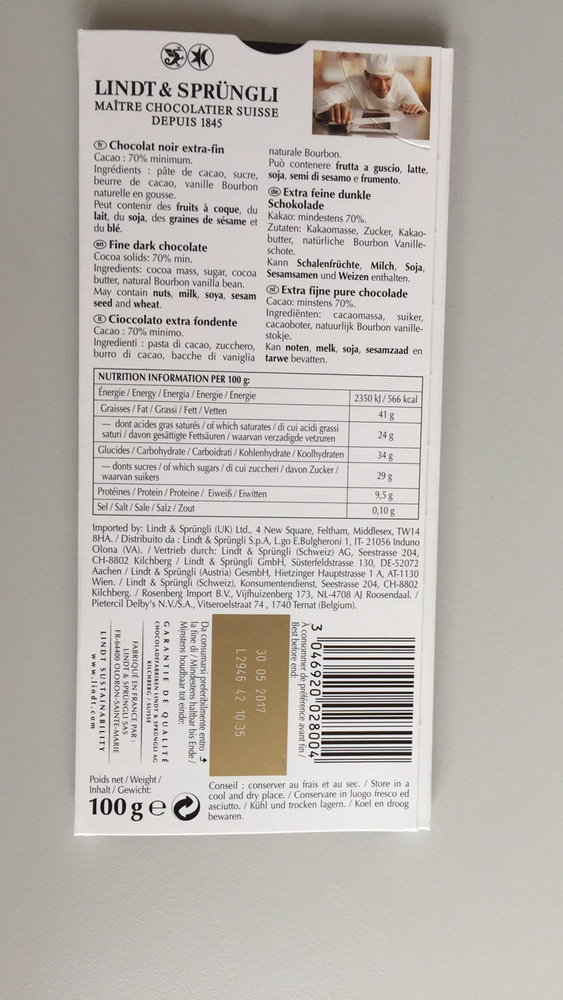 LINDT & SPRÜNGLI
MAÎTRE CHOCOLATIER SUISSE
DEPUIS 1845
fr Chocolat noir extra-fin
Cacao : 70% minimum.
Ingrédients : pâte de cacao, sucre,
beurre de cacao, vanille Bourbon
naturelle en gousse.
Peut contenir des fruits à coque, du
lait, du soja, des graines de sésame et
du blé.
en Fine dark chocolate
Cocoa solids: 70% min.
Ingredients: cocoa mass, sugar, cocoa
butter, natural Bourbon vanilla bean.
May contain nuts, milk, soya, sesam
seed and wheat.
it Cioccolato extra fondente
Cacao : 70% minimo.
Ingredienti : pasta di cacao, zucchero,
burro di cacao, bacche di vaniglia
naturale Bourbon.
Può contenere frutta a guscio, latte,
soja, semi di sesamo e frumento.
de Extra feine dunkle
Schokolade
Kakao: mindestens 70%.
Zutaten: Kakaomasse, Zucker, Kakao-
butter, natürliche Bourbon Vanille-
schote.
Kann Schalenfrüchte, Milch, Soja,
Sesamsamen und Weizen enthalten.
nl Extra fijne pure chocolade
Cacao: minstens 70%.
Ingrediënten: cacaomassa, suiker,
cacaoboter, natuurlijk Bourbon vanille-
stokje.
Kan noten, melk, soja, sesamzaad en
tarwe bevatten.
NUTRITION INFORMATION PER 100 g:
Énergie / Energy / Energia / Energie / Energie 2350 kJ / 566 kcal
Graisses / Fat / Grassi / Fett / Vetten 41 g
— dont acides gras saturés / of which saturates / di cui acidi grassi
saturi / davon gesättigte Fettsäuren / waarvan verzadigde vetzuren 24 g
Glucides / Carbohydrate / Carboidrati / Kohlenhydrate / Koolhydraten 34 g
— donts sucres / of which sugars / di cui zuccheri / davon Zucker /
waarvan suikers 29 g
Protéines / Protein / Proteine / Eiweiß / Eiwitten 9,5 g
Sel / Salt / Sale / Salz / Zout 0,10 g
Imported by: Lindt & Sprüngli (UK) Ltd., 4 New Square, Feltham, Middlesex, TW14
8HA. / Distribuito da : Lindt & Sprüngli S.p.A, L.go E.Bulgheroni 1, IT- 21056 Induno
Olona (VA). / Vertrieb durch: Lindt & Sprüngli (Schweiz) AG, Seestrasse 204,
CH-8802 Kilchberg / Lindt & Sprüngli GmbH, Süsterfeldstrasse 130, DE-52072
Aachen / Lindt & Sprüngli (Austria) GesmbH, Hietzinger Hauptstrasse 1 A, AT-1130
Wien. / Lindt & Sprüngli (Schweiz), Konsumentendienst, Seestrasse 204, CH-8802
Kilchberg. / Rosenberg Import B.V., Vijfhuizenberg 173, NL-4708 AJ Roosendaal. /
Pietercil Delby's N.V./S.A., Vitseroelstraat 74 , 1740 Ternat (Belgium).
3 046920 028004
À consommer de préférence avant fin /
Best before end:
30 05 2017
L2946 42 10:35
Da consumarsi preferibilmente entro
la fine di / Mindestens haltbar bis Ende /
Minstens houdbaar tot einde:
GARANTIE DE QUALITÉ
CHOCOLADEFABRIKEN LINDT & SPRÜNGLI AG
KILCHBERG / SUISSE
FABRIQUÉ EN FRANCE PAR :
LINDT & SPRÜNGLI SAS
FR-64400 OLORON-SAINTE-MARIE
LINDT SUSTAINABILITY
www.lindt.com
Poids net / Weight /
Inhalt / Gewicht:
100 g e
Conseil : conserver au frais et au sec. / Store in a
cool and dry place. / Conservare in luogo fresco ed
asciutto. / Kühl und trocken lagern. / Koel en droog
bewaren.